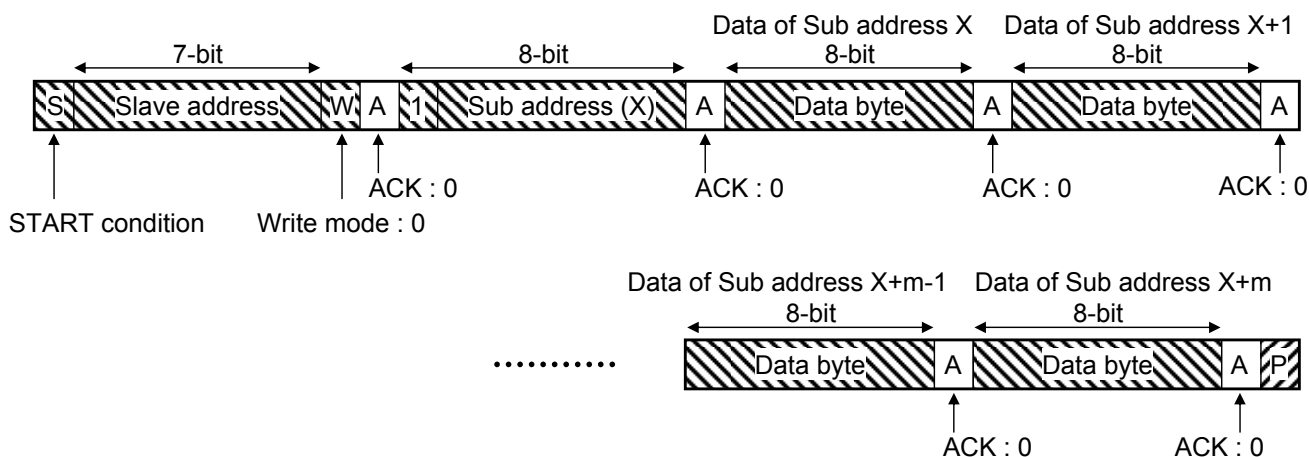 Data of Sub address X Data of Sub address X+1
7-bit 8-bit 8-bit 8-bit
S Slave address W A 1 Sub address (X) A Data byte A Data byte A
ACK : 0 ACK : 0 ACK : 0 ACK : 0
START condition Write mode : 0
Data of Sub address X+m-1 Data of Sub address X+m
8-bit 8-bit
........... Data byte A Data byte A P
ACK : 0 ACK : 0